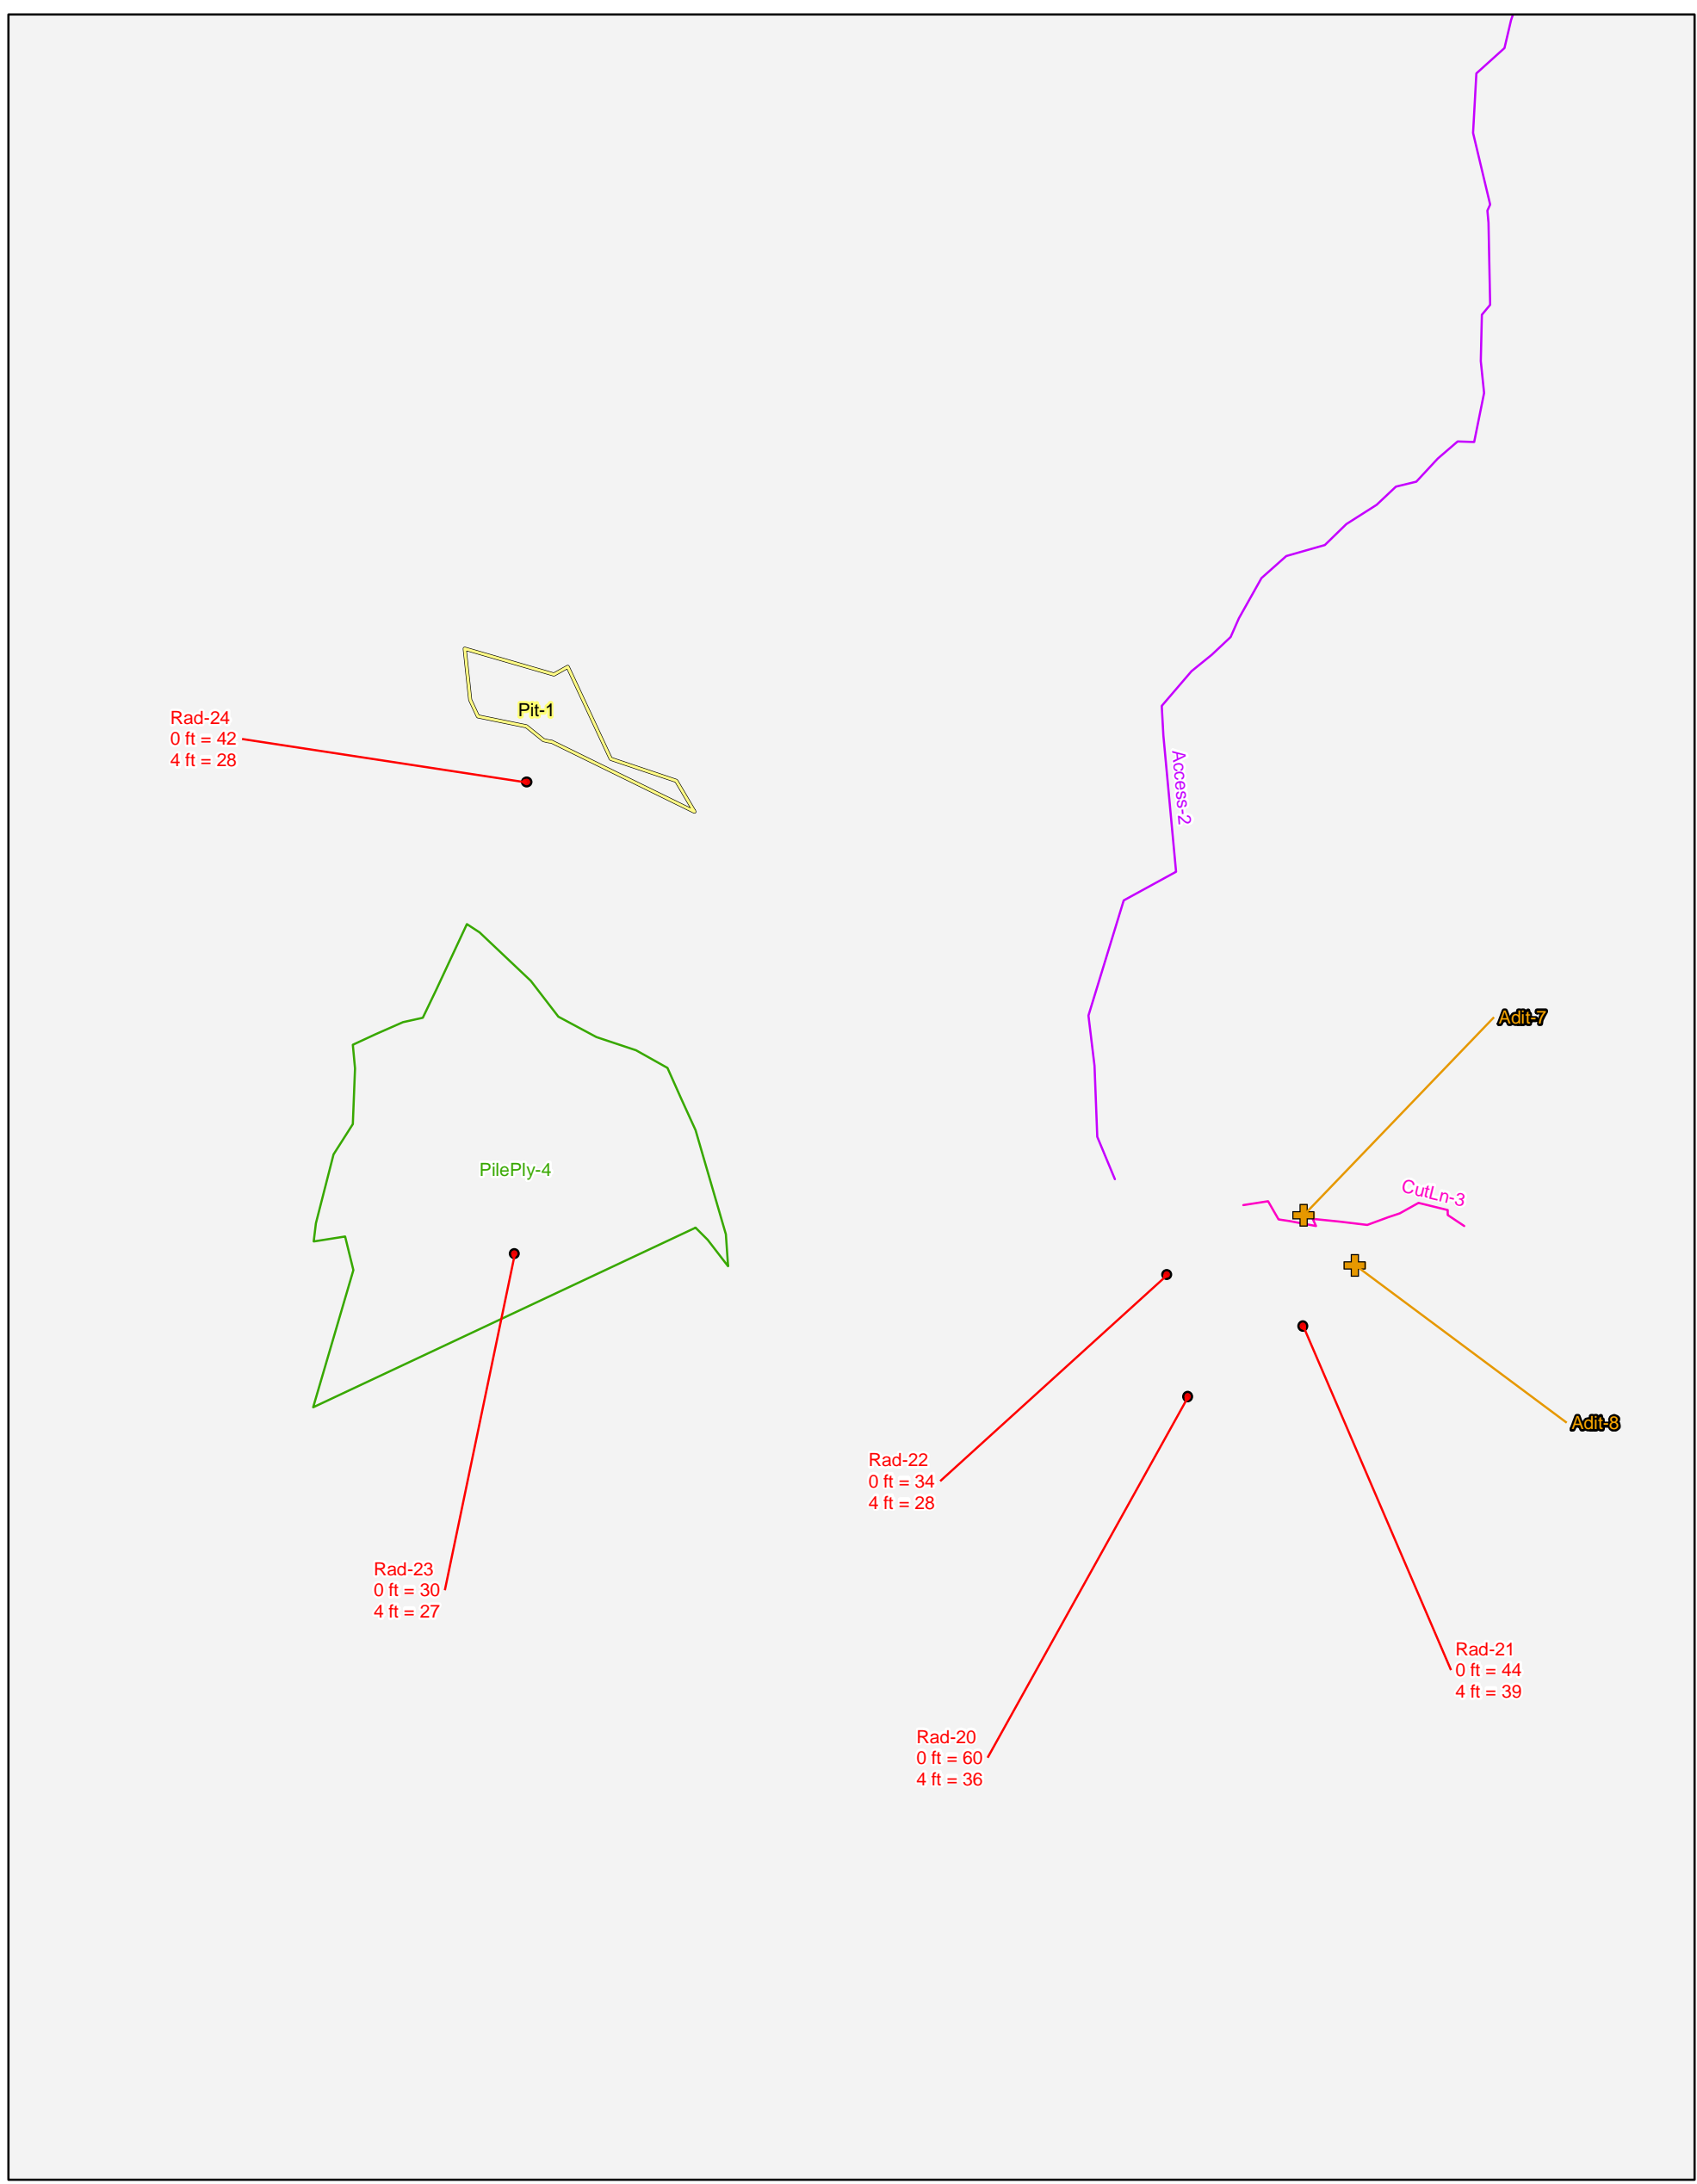 Pit-1
Rad-24
0 ft = 42
4 ft = 28
Access-2
Adit-7
PilePly-4
CutLn-3
Adit-8
Rad-22
0 ft = 34
4 ft = 28
Rad-23
0 ft = 30
4 ft = 27
Rad-21
0 ft = 44
4 ft = 39
Rad-20
0 ft = 60
4 ft = 36